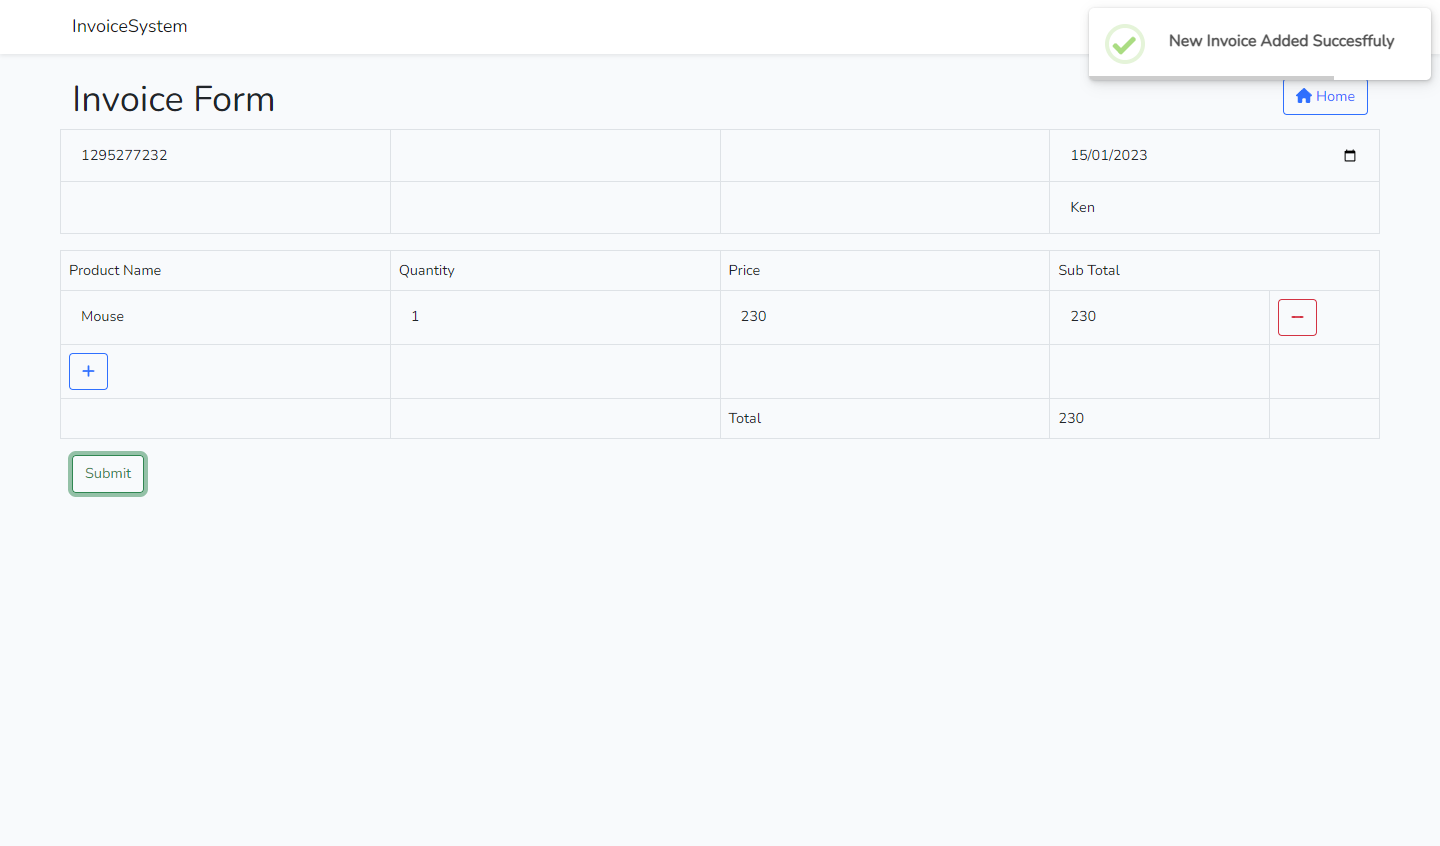 InvoiceSystem
New Invoice Added Succesffuly
Invoice Form
Home
1295277232 15/01/2023
Ken
Product Name Quantity Price Sub Total
Mouse 1 230 230
Total 230
Submit